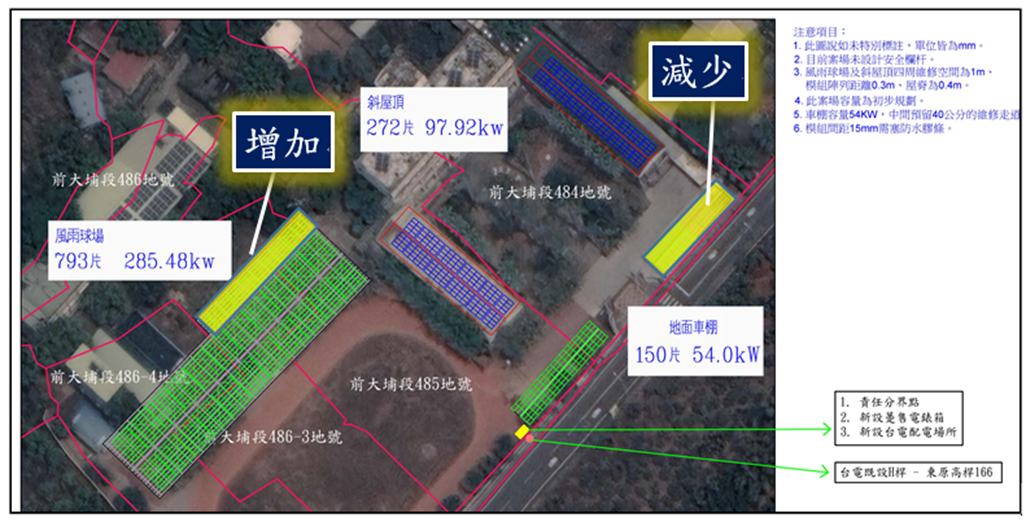 注意項目：
1. 此圖說如未特別標註，單位皆為mm。
2. 目前案場未設計安全欄杆。
3. 風雨球場及斜屋頂四周維修空間為1m、
模組陣列距離0.3m、屋脊為0.4m。
4. 此案場容量為初步規劃。
5. 車棚容量54KW，中間預留40公分的維修走道
6. 模組間距15mm需塞防水膠條。
減少
斜屋頂
272片 97.92kw
增加
前大埔段486地號
前大埔段484地號
風雨球場
793片 285.48kw
地面車棚
150片 54.0kW
前大埔段486-4地號
前大埔段485地號
前大埔段486-3地號
1. 責任分界點
2. 新設躉售電錶箱
3. 新設台電配電場所
台電既設H桿 - 東原高桿166